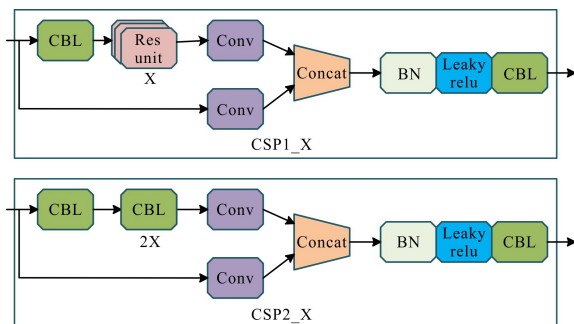 CBL
Res
unit
X
Conv
Conv
Concat
BN
Leaky
relu
CBL
CSP1_X
CBL
CBL
2X
Conv
Conv
Concat
BN
Leaky
relu
CBL
CSP2_X